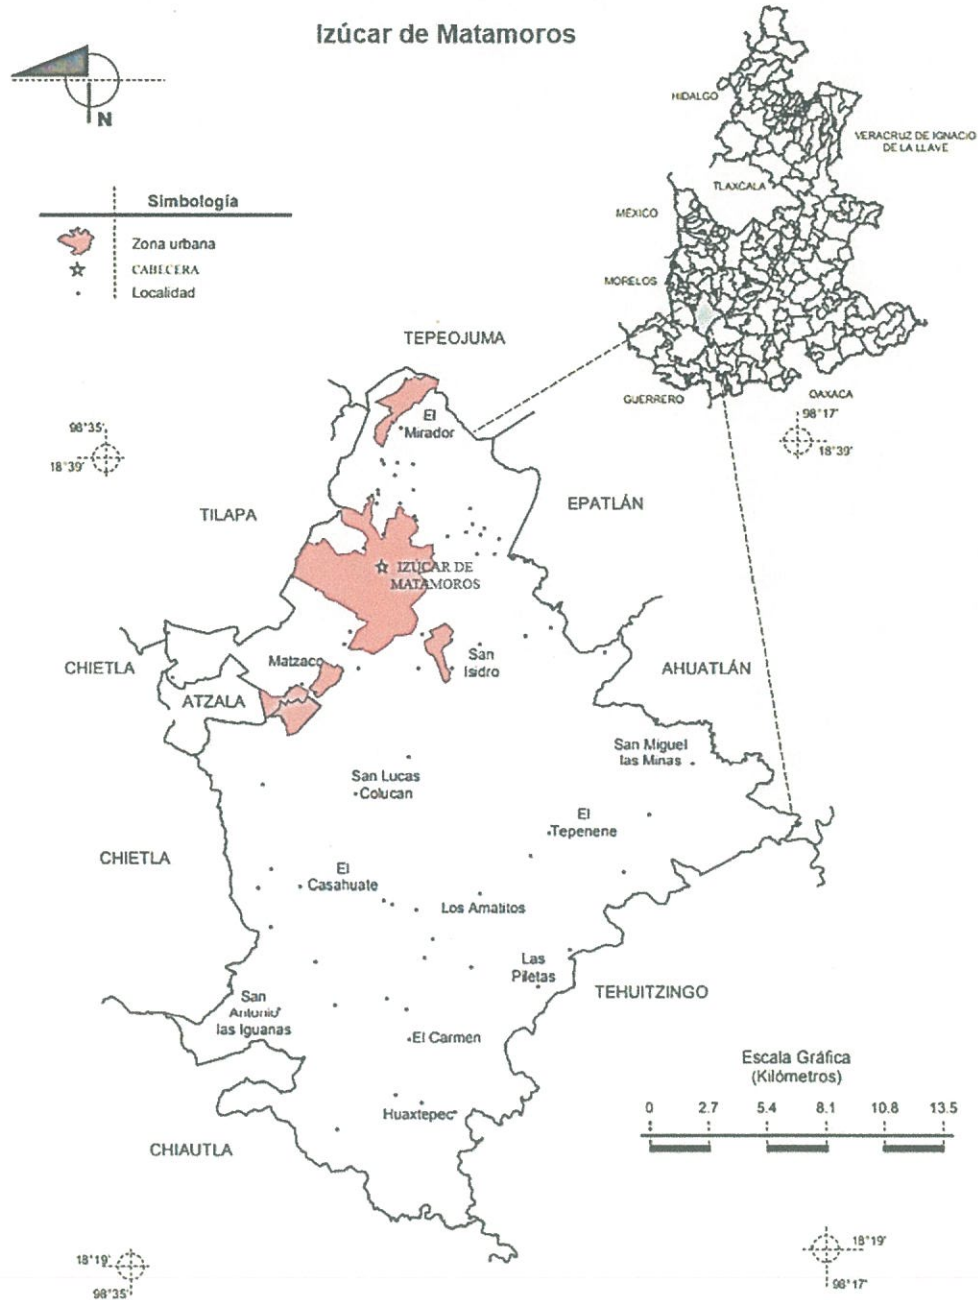 Izúcar de Matamoros
N
Simbología
Zona urbana
CABECERA
Localidad
HIDALGO
VERACRUZ DE IGNACIO
DE LA LLAVE
TLAXCALA
MÉXICO
MORELOS
GUERRERO
OAXACA
98°35'
18°39'
98°17'
18°39'
TEPEOJUMA
El
Mirador
TILAPA
EPATLÁN
IZÚCAR DE
MATAMOROS
CHIETLA
Matzaco
San
Isidro
AHUATLÁN
ATZALA
San Miguel
las Minas
San Lucas
Colucan
El
Tepenene
CHIETLA
El
Casahuate
Los Amatitos
Las
Piletas
TEHUITZINGO
San
Antonio
las Iguanas
El Carmen
Huaxtepec
CHIAUTLA
Escala Gráfica
(Kilómetros)
0 2.7 5.4 8.1 10.8 13.5
18°19'
98°35'
18°19'
98°17'